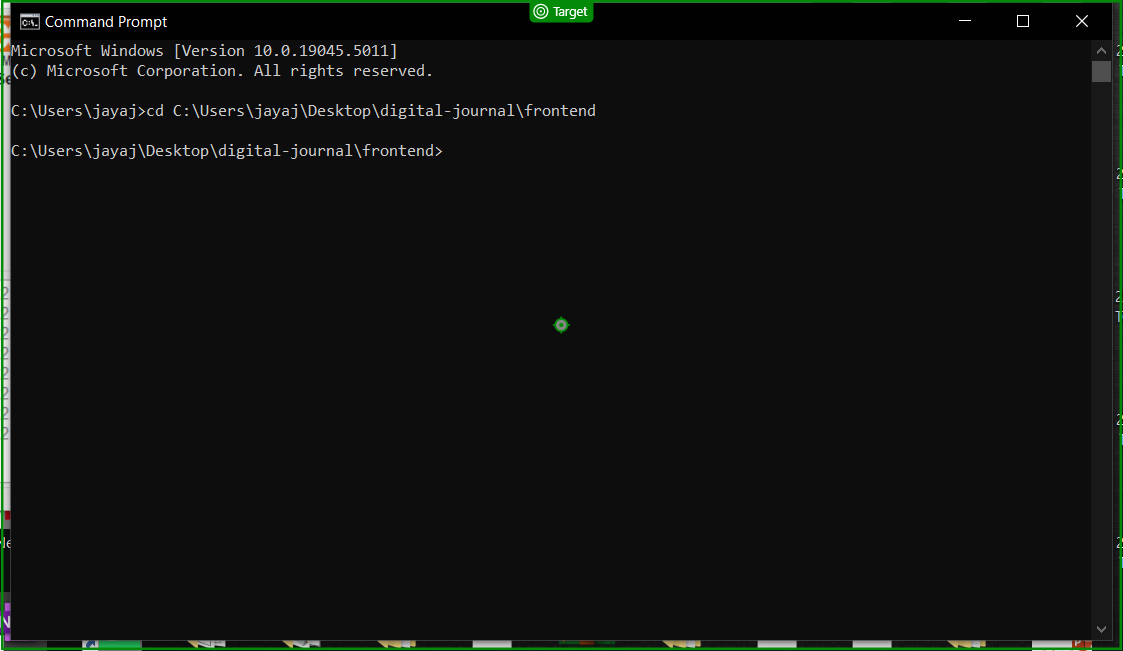 Target
Command Prompt
Microsoft Windows [Version 10.0.19045.5011]
(c) Microsoft Corporation. All rights reserved.
C:\Users\jayaj>cd C:\Users\jayaj\Desktop\digital-journal\frontend
C:\Users\jayaj\Desktop\digital-journal\frontend>